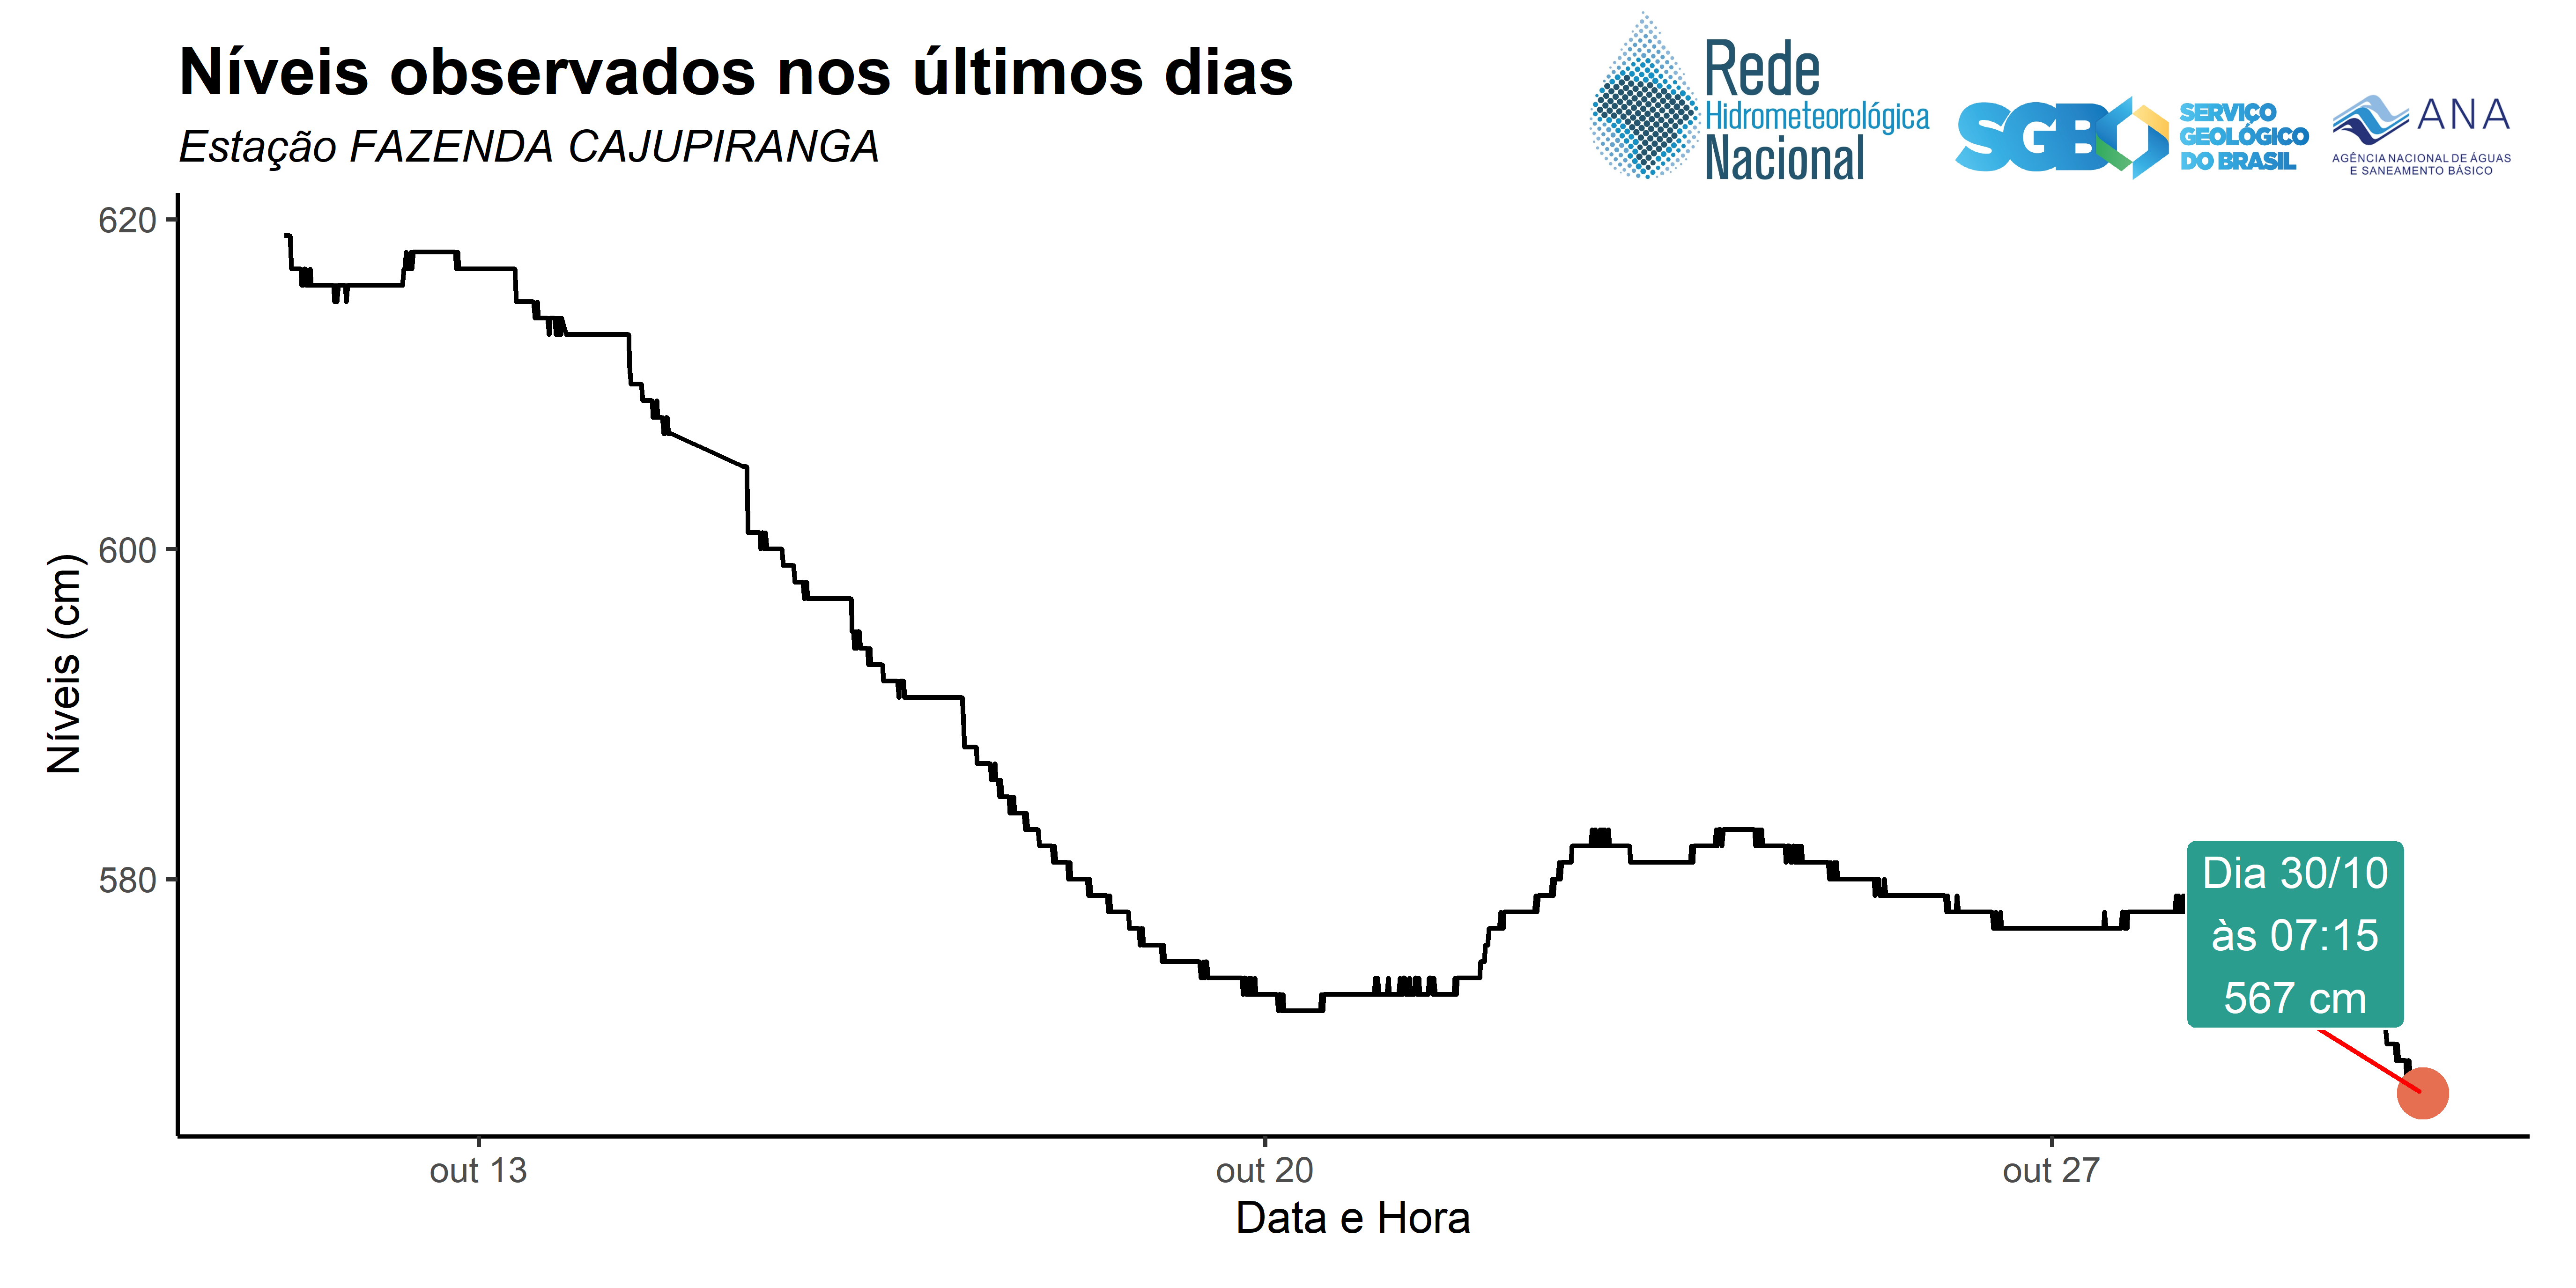 Níveis observados nos últimos dias
Estação FAZENDA CAJUPIRANGA
Rede
Hidrometeorológica
Nacional
SGB
SERVIÇO
GEOLÓGICO
DO BRASIL
ANA
AGÊNCIA NACIONAL DE ÁGUAS
E SANEAMENTO BÁSICO
620
600
580
Níveis (cm)
Dia 30/10
às 07:15
567 cm
out 13
out 20
out 27
Data e Hora